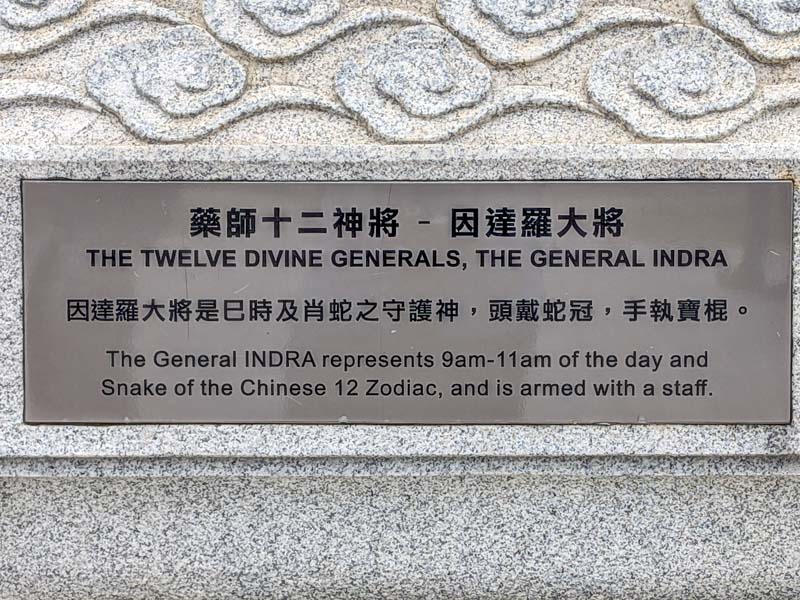 藥師十二神將 - 因達羅大將
THE TWELVE DIVINE GENERALS, THE GENERAL INDRA
因達羅大將是巳時及肖蛇之守護神，頭戴蛇冠，手執寶棍。
The General INDRA represents 9am-11am of the day and
Snake of the Chinese 12 Zodiac, and is armed with a staff.